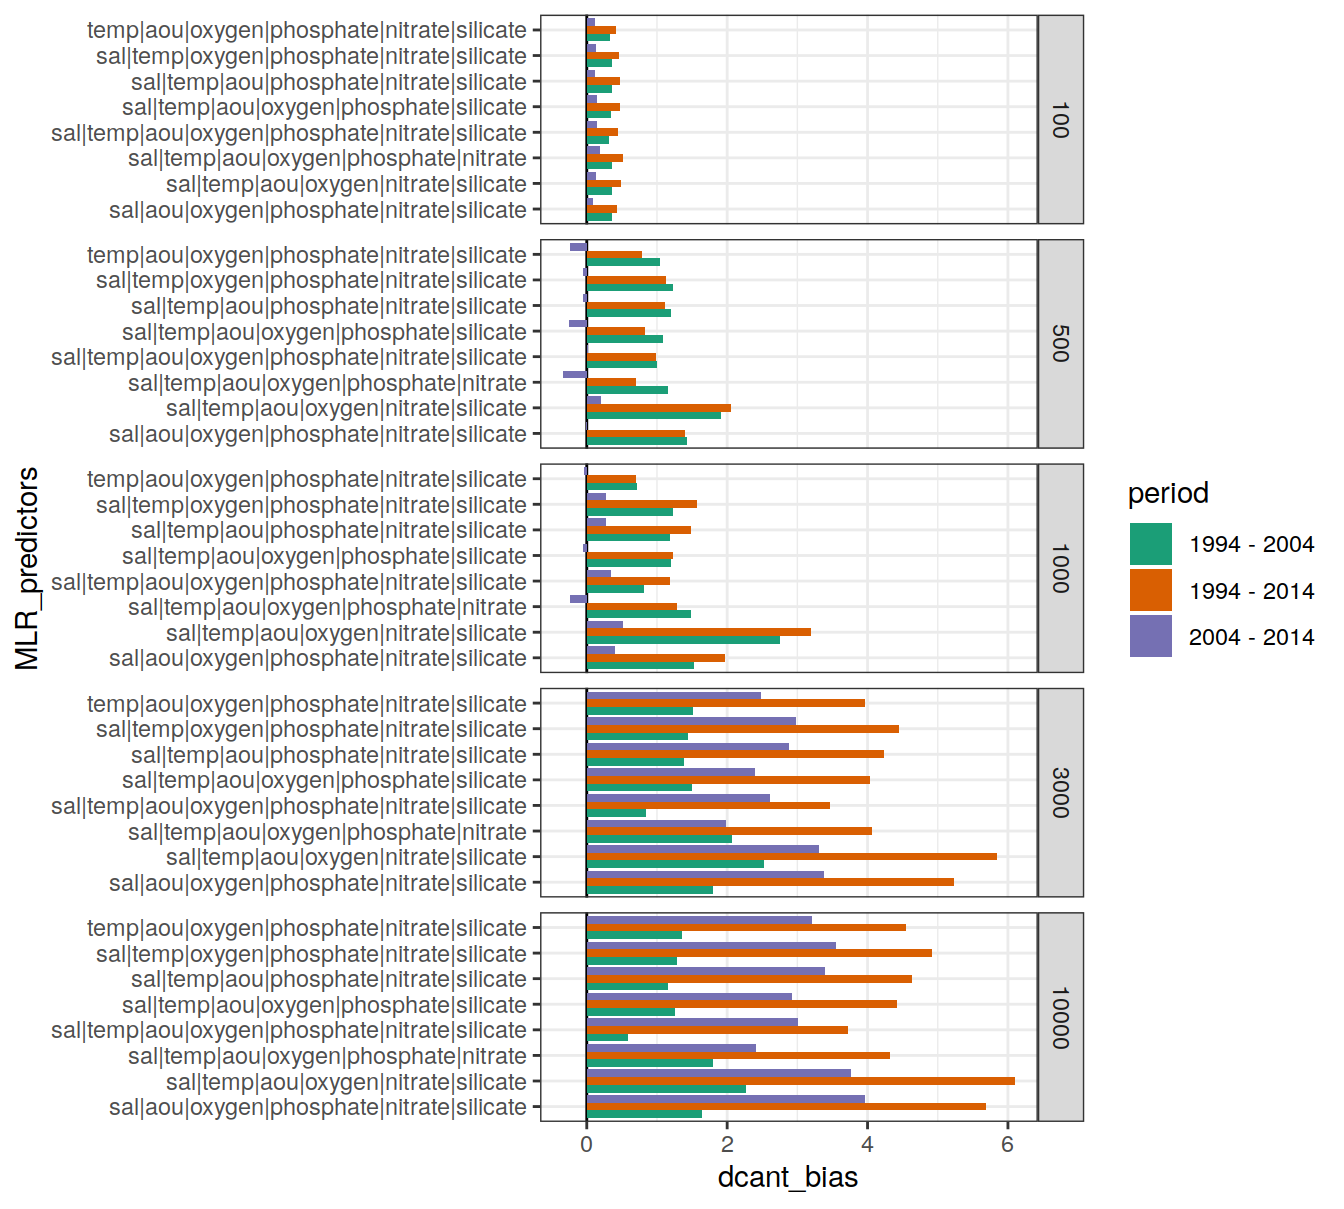 temp|aou|oxygen|phosphate|nitrate|silicate
sal|temp|oxygen|phosphate|nitrate|silicate
sal|temp|aou|phosphate|nitrate|silicate
sal|temp|aou|oxygen|phosphate|silicate
sal|temp|aou|oxygen|phosphate|nitrate|silicate
sal|temp|aou|oxygen|phosphate|nitrate
sal|temp|aou|oxygen|nitrate|silicate
sal|aou|oxygen|phosphate|nitrate|silicate
100
temp|aou|oxygen|phosphate|nitrate|silicate
sal|temp|oxygen|phosphate|nitrate|silicate
sal|temp|aou|phosphate|nitrate|silicate
sal|temp|aou|oxygen|phosphate|silicate
sal|temp|aou|oxygen|phosphate|nitrate|silicate
sal|temp|aou|oxygen|phosphate|nitrate
sal|temp|aou|oxygen|nitrate|silicate
sal|aou|oxygen|phosphate|nitrate|silicate
500
temp|aou|oxygen|phosphate|nitrate|silicate
sal|temp|oxygen|phosphate|nitrate|silicate
sal|temp|aou|phosphate|nitrate|silicate
sal|temp|aou|oxygen|phosphate|silicate
sal|temp|aou|oxygen|phosphate|nitrate|silicate
sal|temp|aou|oxygen|phosphate|nitrate
sal|temp|aou|oxygen|nitrate|silicate
sal|aou|oxygen|phosphate|nitrate|silicate
1000
temp|aou|oxygen|phosphate|nitrate|silicate
sal|temp|oxygen|phosphate|nitrate|silicate
sal|temp|aou|phosphate|nitrate|silicate
sal|temp|aou|oxygen|phosphate|silicate
sal|temp|aou|oxygen|phosphate|nitrate|silicate
sal|temp|aou|oxygen|phosphate|nitrate
sal|temp|aou|oxygen|nitrate|silicate
sal|aou|oxygen|phosphate|nitrate|silicate
3000
temp|aou|oxygen|phosphate|nitrate|silicate
sal|temp|oxygen|phosphate|nitrate|silicate
sal|temp|aou|phosphate|nitrate|silicate
sal|temp|aou|oxygen|phosphate|silicate
sal|temp|aou|oxygen|phosphate|nitrate|silicate
sal|temp|aou|oxygen|phosphate|nitrate
sal|temp|aou|oxygen|nitrate|silicate
sal|aou|oxygen|phosphate|nitrate|silicate
10000
0 2 4 6
dcant_bias
MLR_predictors
period
1994 - 2004
1994 - 2014
2004 - 2014